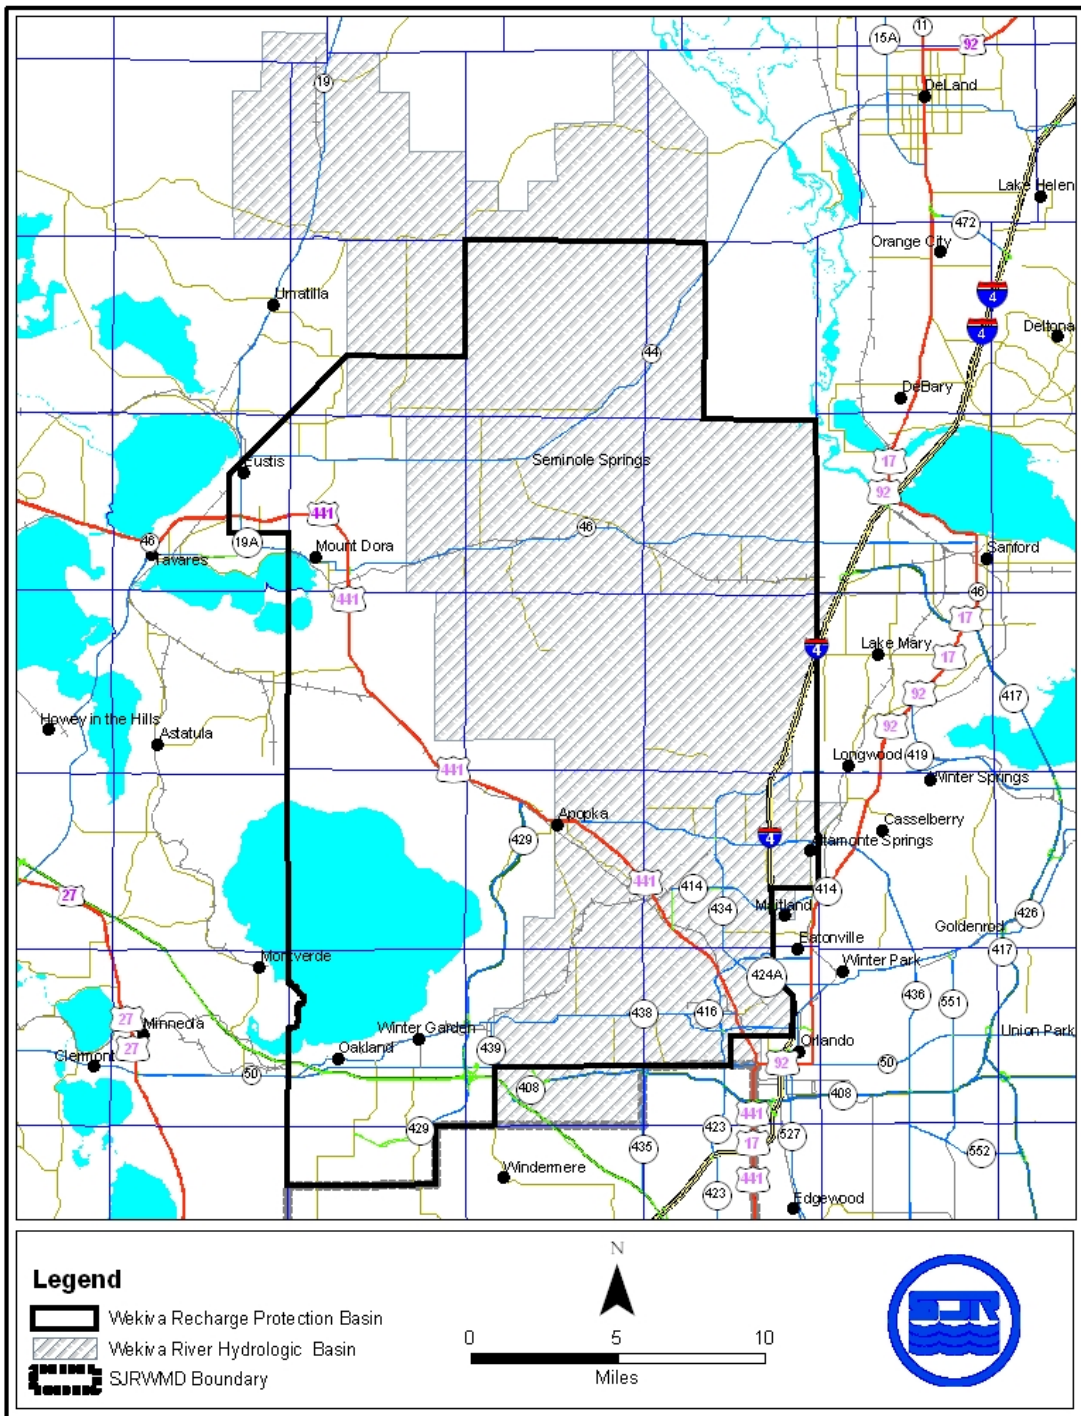 11
15A
92
19
DeLand
Lake Helen
472
Orange City
4
Umatilla
4
Deltona
44
DeBary
Eustis
Seminole Springs
17
92
441
46
46
19A
Tavares
Mount Dora
Sanford
46
441
17
4
Lake Mary
17
92
417
Howey in the Hills
92
Astatula
Longwood
419
441
Winter Springs
Apopka
Casselberry
429
4
Altamonte Springs
441
27
414
414
434
Maitland
426
Goldenrod
Eatonville
417
Montverde
Winter Park
424A
436
551
438
416
27
Minneola
Winter Garden
Union Park
439
27
Clermont
Oakland
Orlando
92
50
50
408
408
441
429
423
527
17
435
552
Windermere
441
423
Edgewood
Legend
Wekiva Recharge Protection Basin
Wekiva River Hydrologic Basin
SJRWMD Boundary
N
0 5 10
Miles
SJR